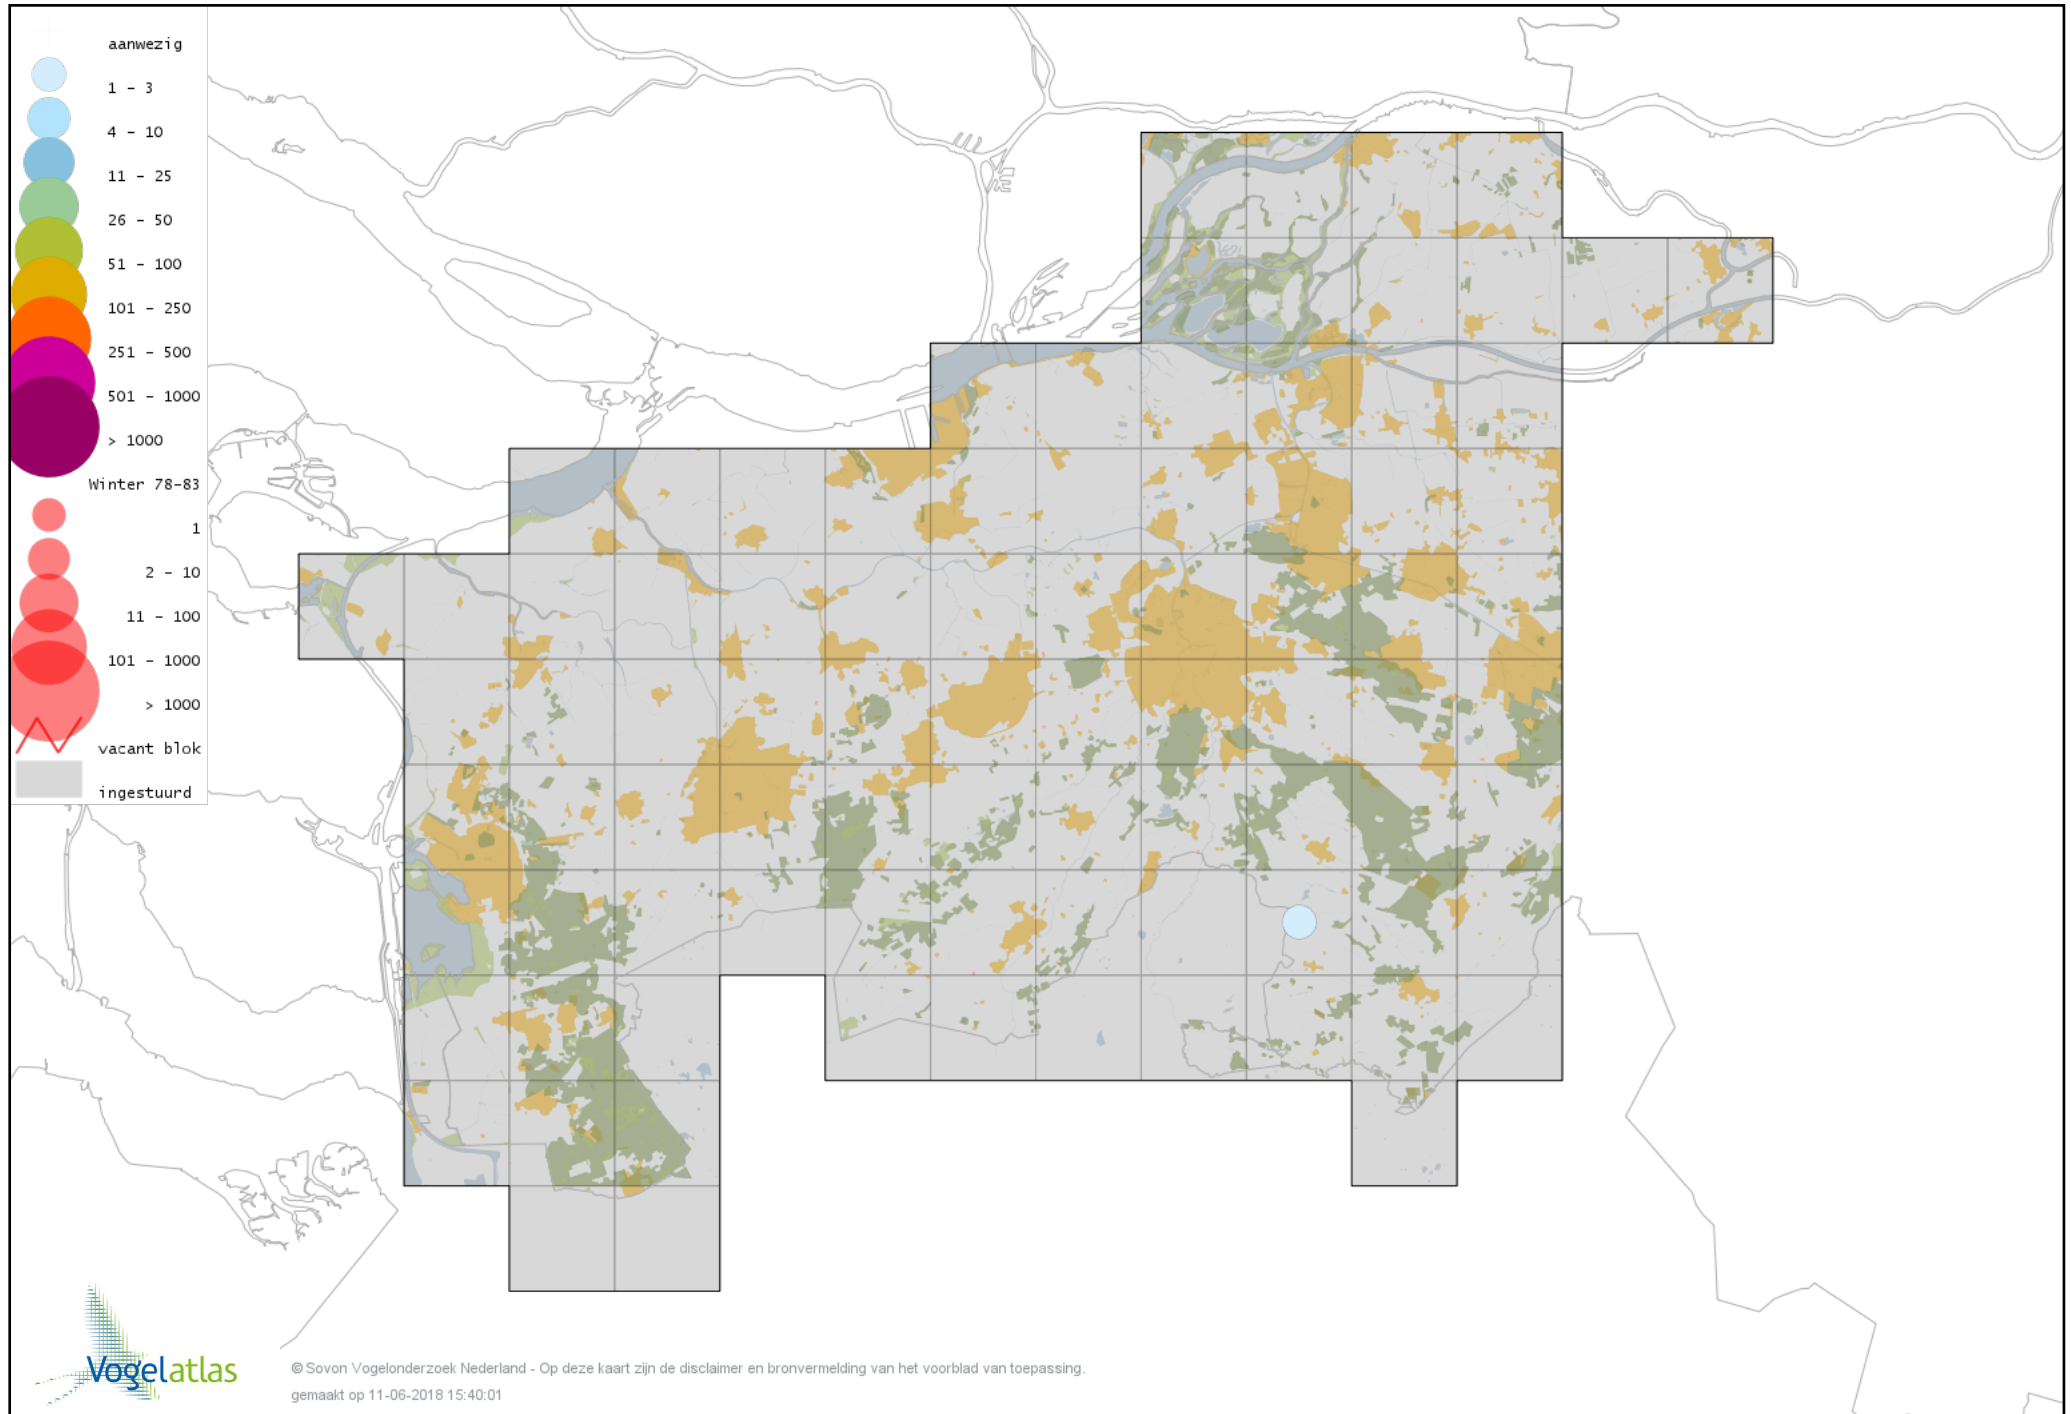 aanwezig
1 - 3
4 - 10
11 - 25
26 - 50
51 - 100
101 - 250
251 - 500
501 - 1000
> 1000
Winter 78-83
1
2 - 10
11 - 100
101 - 1000
> 1000
vacant blok
ingestuurd
Vogelatlas
© Sovon Vogelonderzoek Nederland - Op deze kaart zijn de disclaimer en bronvermelding van het voorblad van toepassing.
gemaakt op 11-06-2018 15:40:01